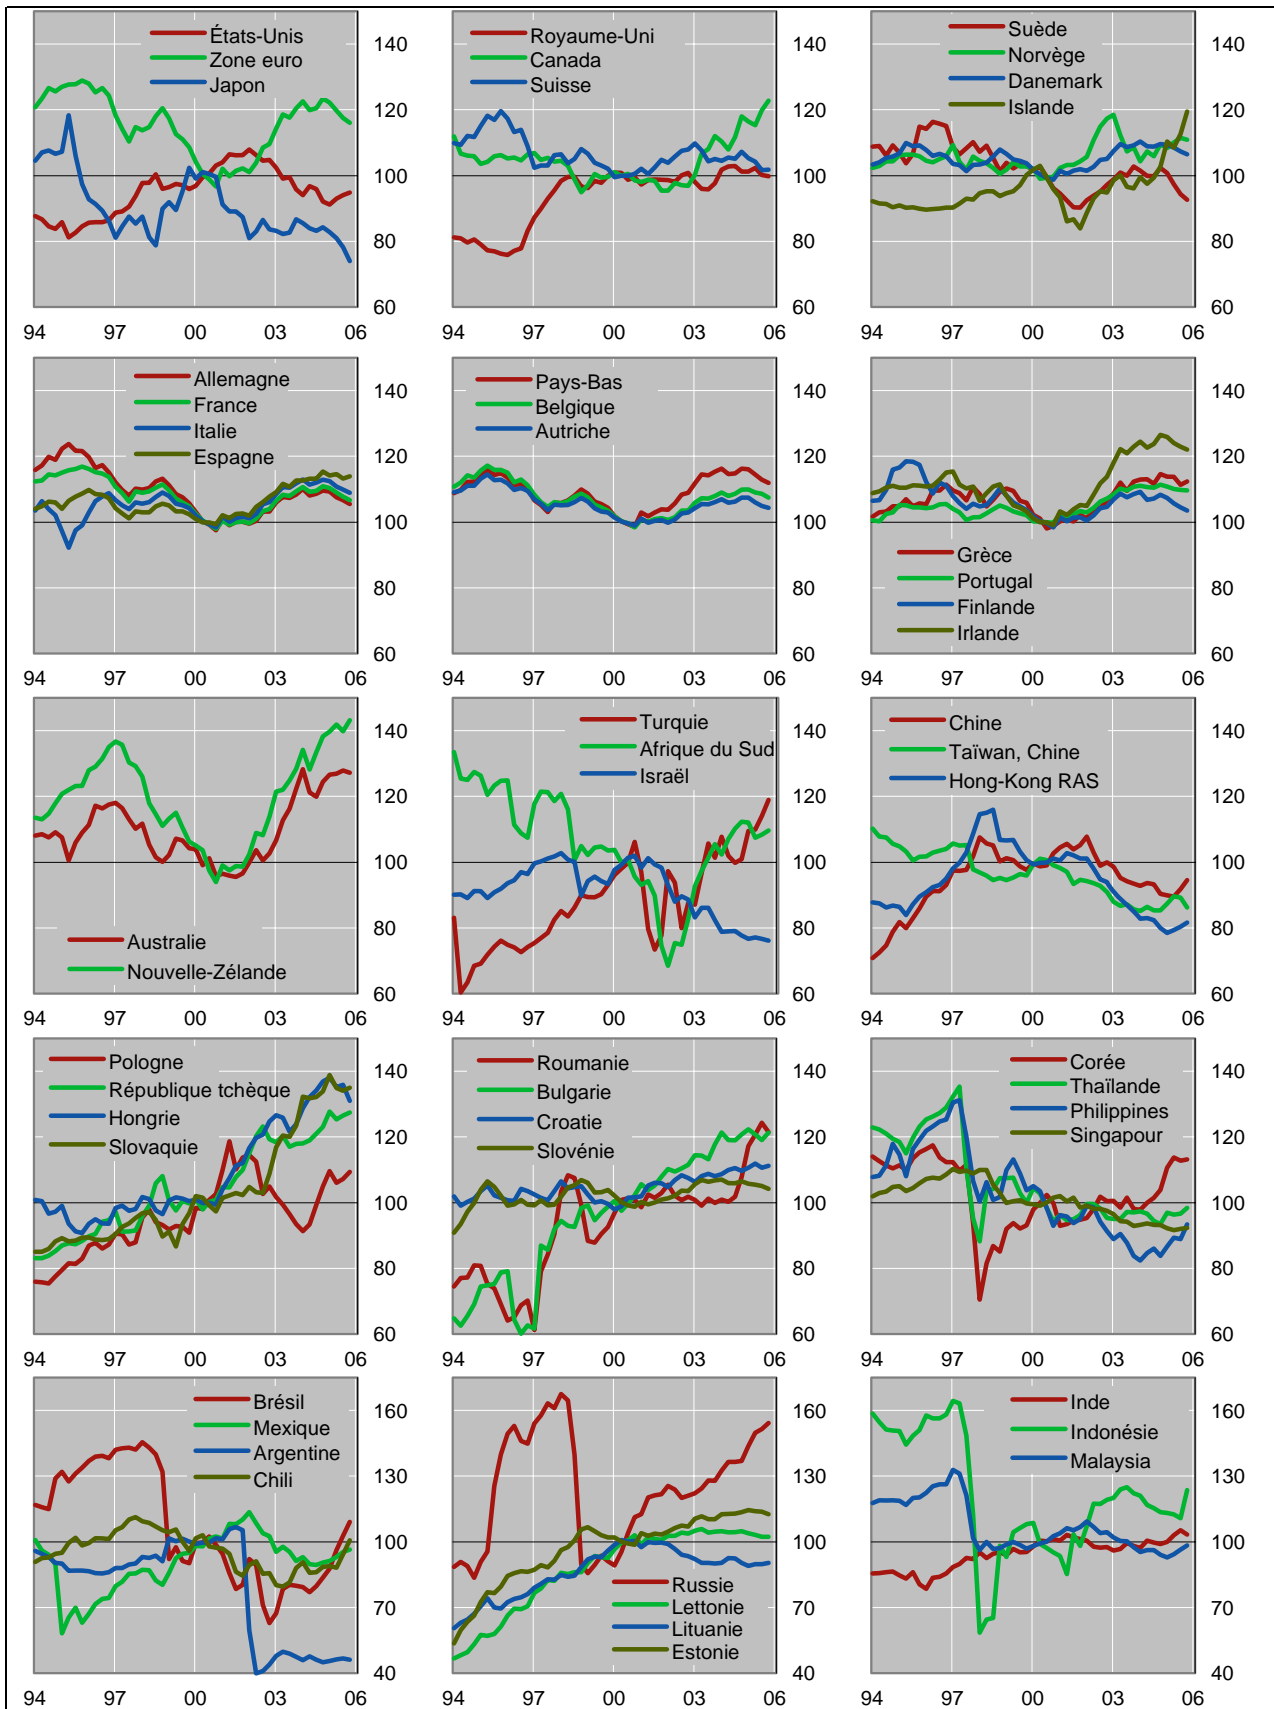 États-Unis
Zone euro
Japon
140
120
100
80
60
94 97 00 03 06
Royaume-Uni
Canada
Suisse
140
120
100
80
60
94 97 00 03 06
Suède
Norvège
Danemark
Islande
140
120
100
80
60
94 97 00 03 06
Allemagne
France
Italie
Espagne
140
120
100
80
60
94 97 00 03 06
Pays-Bas
Belgique
Autriche
140
120
100
80
60
94 97 00 03 06
Grèce
Portugal
Finlande
Irlande
140
120
100
80
60
94 97 00 03 06
Australie
Nouvelle-Zélande
140
120
100
80
60
94 97 00 03 06
Turquie
Afrique du Sud
Israël
140
120
100
80
60
94 97 00 03 06
Chine
Taïwan, Chine
Hong-Kong RAS
140
120
100
80
60
94 97 00 03 06
Pologne
République tchèque
Hongrie
Slovaquie
140
120
100
80
60
94 97 00 03 06
Roumanie
Bulgarie
Croatie
Slovénie
140
120
100
80
60
94 97 00 03 06
Corée
Thaïlande
Philippines
Singapour
140
120
100
80
60
94 97 00 03 06
Brésil
Mexique
Argentine
Chili
160
130
100
70
40
94 97 00 03 06
Russie
Lettonie
Lituanie
Estonie
160
130
100
70
40
94 97 00 03 06
Inde
Indonésie
Malaysia
160
130
100
70
40
94 97 00 03 06